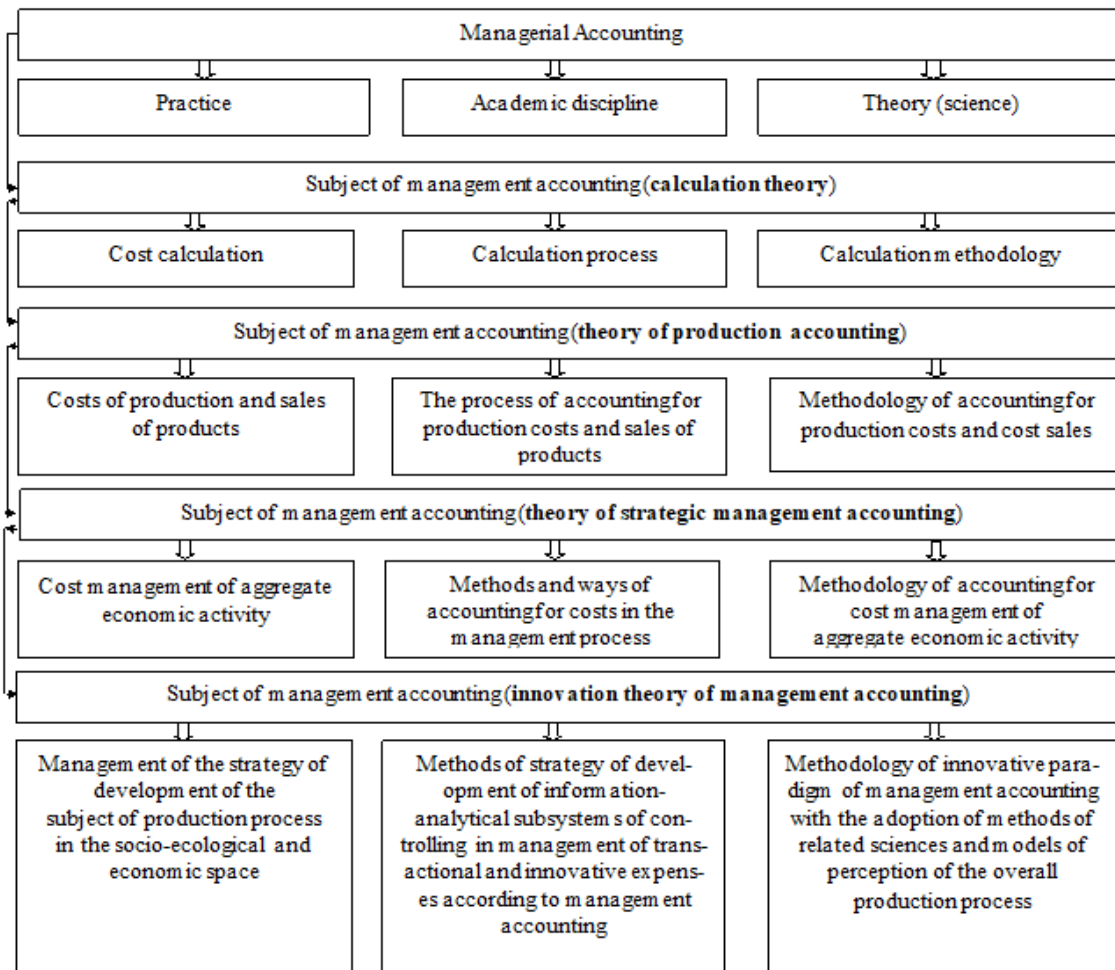 Managerial Accounting
Practice
Academic discipline
Theory (science)
Subject of management accounting (calculation theory)
Cost calculation
Calculation process
Calculation methodology
Subject of management accounting (theory of production accounting)
Costs of production and sales
of products
The process of accounting for
production costs and sales of
products
Methodology of accounting for
production costs and cost sales
Subject of management accounting (theory of strategic management accounting)
Cost management of aggregate
economic activity
Methods and ways of
accounting for costs in the
management process
Methodology of accounting for
cost management of
aggregate economic activity
Subject of management accounting (innovation theory of management accounting)
Management of the strategy of
development of the
subject of production process
in the socio-ecological and
economic space
Methods of strategy of devel-
opment of information-
analytical subsystems of con-
trolling in management of trans-
actional and innovative expens-
es according to management
accounting
Methodology of innovative para-
digm of management accounting
with the adoption of methods of
related sciences and models of
perception of the overall
production process